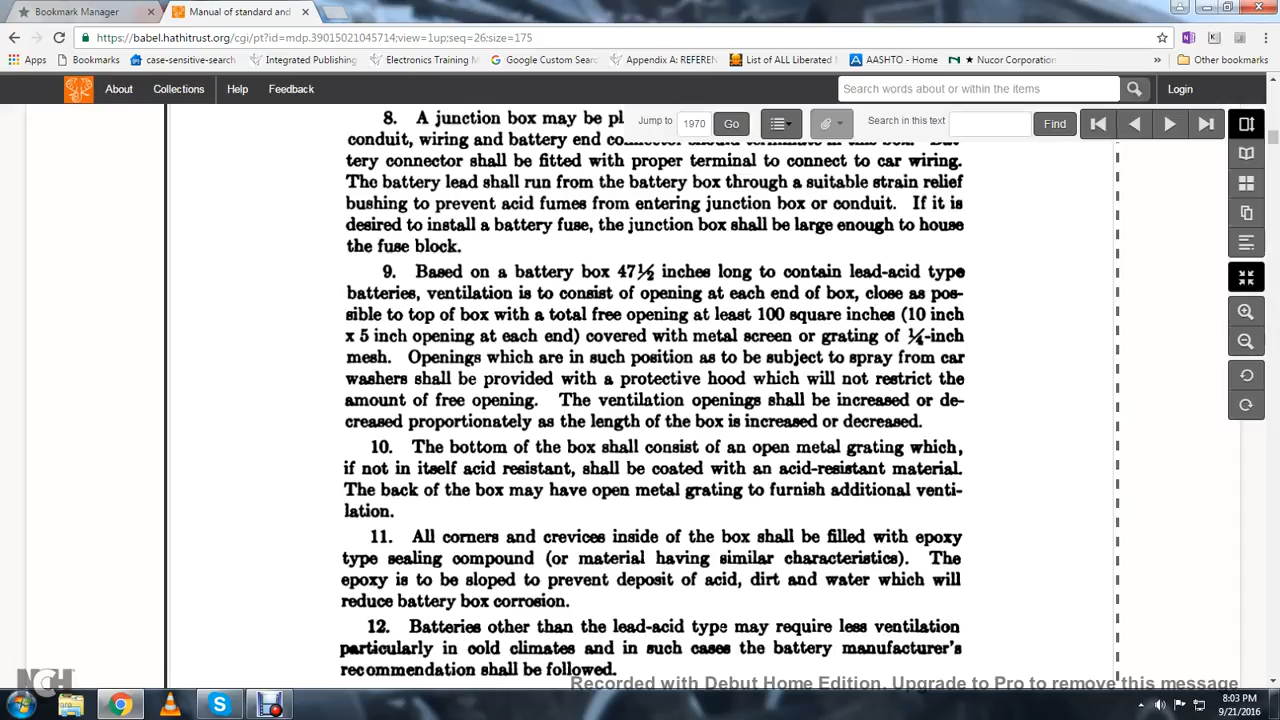 Bookmark Manager
Manual of standard and
https://babel.hathitrust.org/cgi/pt?id=mdp.39015021045714;view=1up;seq=26;size=175
Apps
Bookmarks
case-sensitive-search
Integrated Publishing
Electronics Training M
Google Custom Searc
Appendix A: REFEREN
List of ALL Liberated M
AASHTO - Home
Nucor Corporation
»
Other bookmarks
About
Collections
Help
Feedback
Search words about or within the items
Login
Jump to
1970
Go
Search in this text
Find
8. A junction box may be pl
conduit, wiring and battery end
tery connector shall be fitted with proper terminal to connect to car wiring.
The battery lead shall run from the battery box through a suitable strain relief
bushing to prevent acid fumes from entering junction box or conduit. If it is
desired to install a battery fuse, the junction box shall be large enough to house
the fuse block.
9. Based on a battery box 47½ inches long to contain lead-acid type
batteries, ventilation is to consist of opening at each end of box, close as pos-
sible to top of box with a total free opening at least 100 square inches (10 inch
x 5 inch opening at each end) covered with metal screen or grating of ¼-inch
mesh. Openings which are in such position as to be subject to spray from car
washers shall be provided with a protective hood which will not restrict the
amount of free opening. The ventilation openings shall be increased or de-
creased proportionately as the length of the box is increased or decreased.
10. The bottom of the box shall consist of an open metal grating which,
if not in itself acid resistant, shall be coated with an acid-resistant material.
The back of the box may have open metal grating to furnish additional venti-
lation.
11. All corners and crevices inside of the box shall be filled with epoxy
type sealing compound (or material having similar characteristics). The
epoxy is to be sloped to prevent deposit of acid, dirt and water which will
reduce battery box corrosion.
12. Batteries other than the lead-acid type may require less ventilation
particularly in cold climates and in such cases the battery manufacturer's
recommendation shall be followed.
NCH
Recorded with Debut Home Edition. Upgrade to Pro to remove this message
8:03 PM
9/21/2016